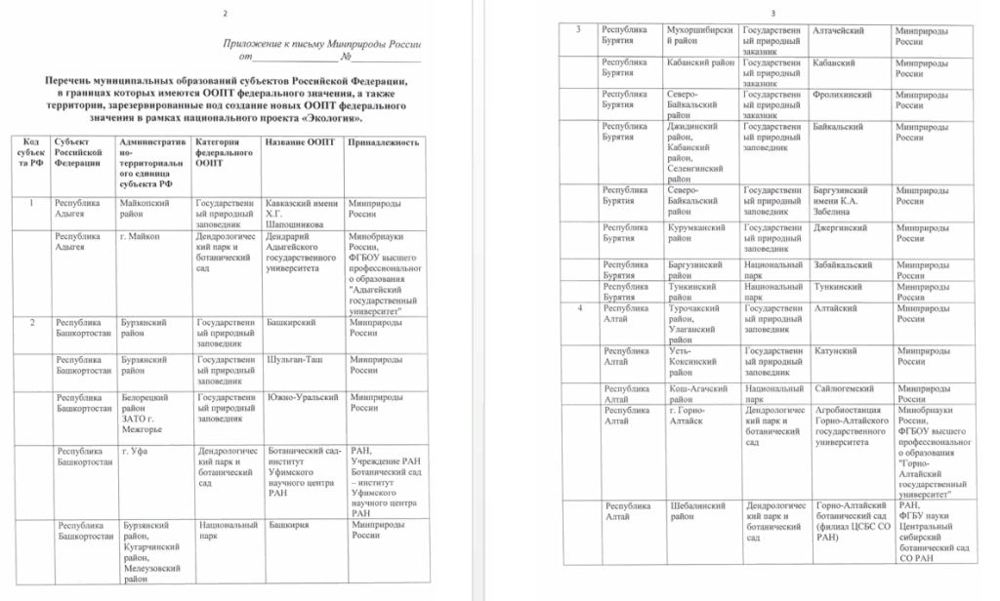 2
Приложение к письму Минприроды России
от________________ №____________
Перечень муниципальных образований субъектов Российской Федерации,
в границах которых имеются ООПТ федерального значения, а также
территории, зарезервированные под создание новых ООПТ федерального
значения в рамках национального проекта «Экология».
Код Субъект Административ Категория Название ООПТ Принадлежность
субъек Российской но- федерального
та РФ Федерации территориальн ООПТ
ого единица
субъекта РФ
1 Республика Майкопский Государственн Кавказский имени Минприроды
Адыгея район ый природный Х.Г. России
заповедник Шапошникова
Республика г. Майкоп Дендрологичес Дендрарий Минобрнауки
Адыгея кий парк и Адыгейского России,
ботанический государственного ФГБОУ высшего
сад университета профессиональног
о образования
"Адыгейский
государственный
университет"
2 Республика Бурзянский Государственн Башкирский Минприроды
Башкортостан район ый природный России
заповедник
Республика Бурзянский Государственн Шульган-Таш Минприроды
Башкортостан район ый природный России
заповедник
Республика Белорецкий Государственн Южно-Уральский Минприроды
Башкортостан район ый природный России
ЗАТО г. заповедник
Межгорье
Республика г. Уфа Дендрологичес Ботанический сад- РАН,
Башкортостан кий парк и институт Учреждение РАН
ботанический Уфимского Ботанический сад
сад научного центра – институт
РАН Уфимского
научного центра
РАН
Республика Бурзянский Национальный Башкирия Минприроды
Башкортостан район, парк России
Кугарчинский
район,
Мелеузовский
район
3
3 Республика Мухоршибирски Государственн Алтачейский Минприроды
Бурятия й район ый природный России
заказник
Республика Кабанский район Государственн Кабанский Минприроды
Бурятия ый природный России
заказник
Республика Северо- Государственн Фролихинский Минприроды
Бурятия Байкальский ый природный России
район заказник
Республика Джидинский Государственн Байкальский Минприроды
Бурятия район, ый природный России
Кабанский заповедник
район,
Селенгинский
район
Республика Северо- Государственн Баргузинский Минприроды
Бурятия Байкальский ый природный имени К.А. России
район заповедник Забелина
Республика Курумканский Государственн Джергинский Минприроды
Бурятия район ый природный России
заповедник
Республика Баргузинский Национальный Забайкальский Минприроды
Бурятия район парк России
Республика Тункинский Национальный Тункинский Минприроды
Бурятия район парк России
4 Республика Турочакский Государственн Алтайский Минприроды
Алтай район, ый природный России
Улаганский заповедник
район
Республика Усть- Государственн Катунский Минприроды
Алтай Коксинский ый природный России
район заповедник
Республика Кош-Агачский Национальный Сайлюгемский Минприроды
Алтай район парк России
Республика г. Горно- Дендрологичес Агробиостанция Минобрнауки
Алтай Алтайск кий парк и Горно-Алтайского России,
ботанический государственного ФГБОУ высшего
сад университета профессиональног
о образования
"Горно-
Алтайский
государственный
университет"
Республика Шебалинский Дендрологичес Горно-Алтайский РАН,
Алтай район кий парк и ботанический сад ФГБУ науки
ботанический (филиал ЦСБС СО Центральный
сад РАН) сибирский
ботанический сад
СО РАН